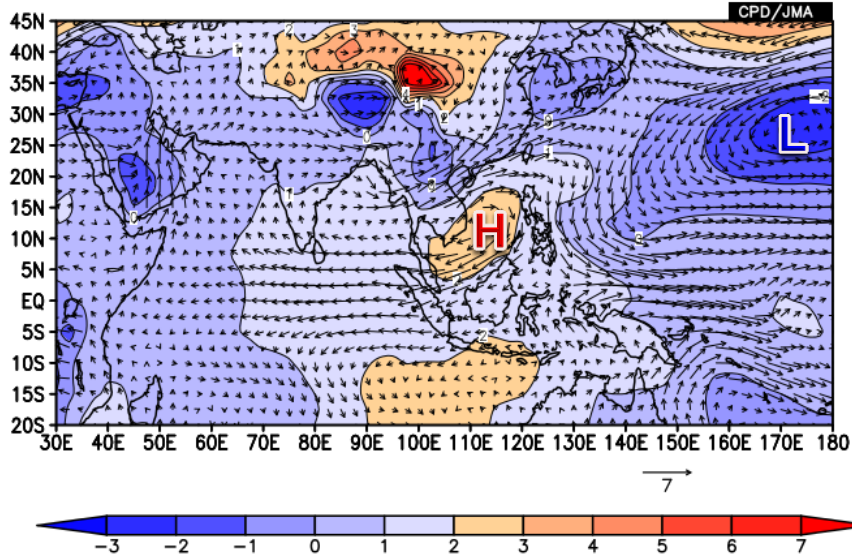 CPD/JMA
45N
40N
35N
30N
25N
20N
15N
10N
5N
EQ
5S
10S
15S
20S
H
L
30E 40E 50E 60E 70E 80E 90E 100E 110E 120E 130E 140E 150E 160E 170E 180
7
-3 -2 -1 0 1 2 3 4 5 6 7